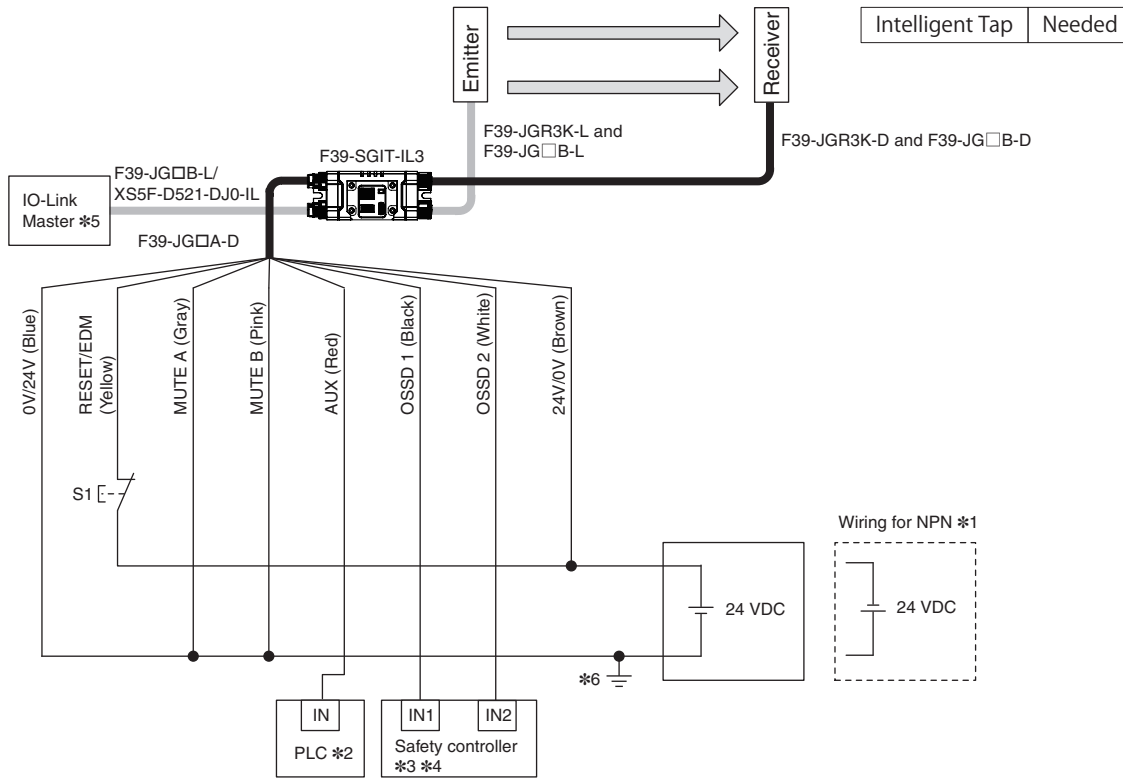 Intelligent Tap Needed
Emitter
Receiver
F39-JGR3K-L and
F39-JG□B-L
F39-JGR3K-D and F39-JG□B-D
F39-SGIT-IL3
F39-JG□B-L/
XS5F-D521-DJ0-IL
IO-Link
Master *5
F39-JG□A-D
0V/24V (Blue)
RESET/EDM
(Yellow)
MUTE A (Gray)
MUTE B (Pink)
AUX (Red)
OSSD 1 (Black)
OSSD 2 (White)
24V/0V (Brown)
S1
Wiring for NPN *1
24 VDC
24 VDC
*6
IN
PLC *2
IN1
IN2
Safety controller
*3 *4